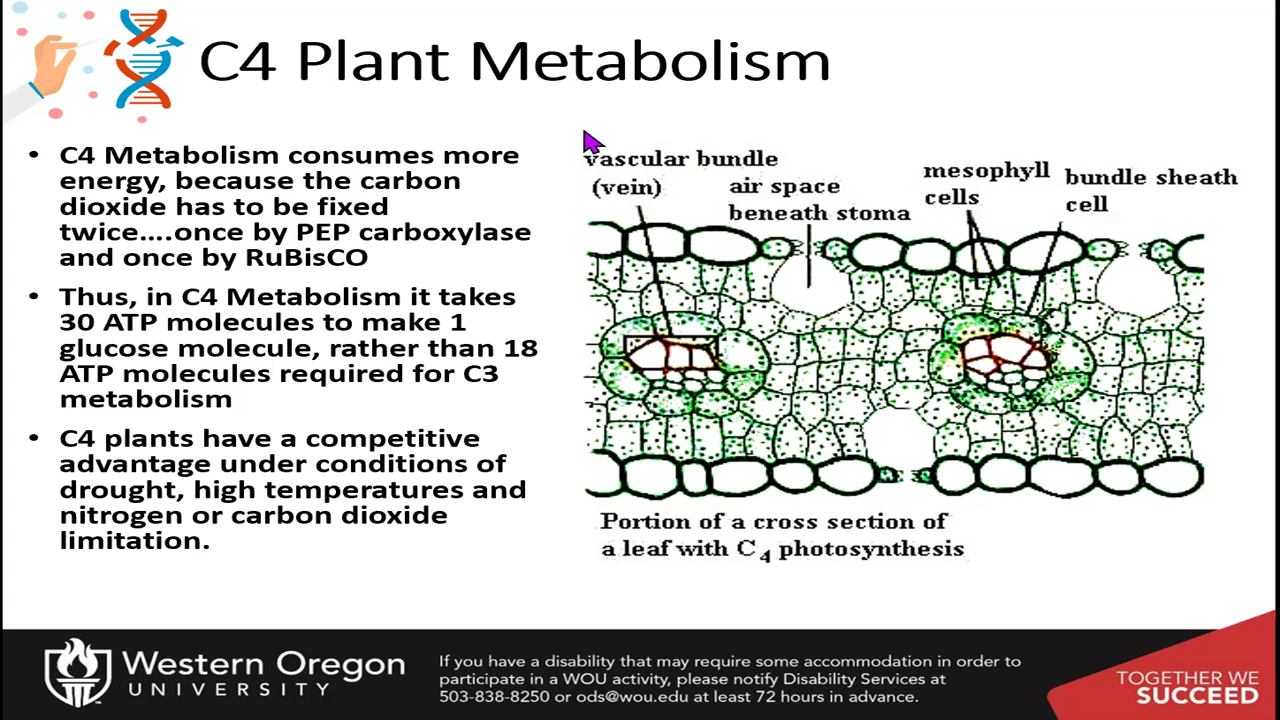 C4 Plant Metabolism
• C4 Metabolism consumes more
energy, because the carbon
dioxide has to be fixed
twice....once by PEP carboxylase
and once by RuBisCO
• Thus, in C4 Metabolism it takes
30 ATP molecules to make 1
glucose molecule, rather than 18
ATP molecules required for C3
metabolism
• C4 plants have a competitive
advantage under conditions of
drought, high temperatures and
nitrogen or carbon dioxide
limitation.
vascular bundle
(vein)
air space
beneath stoma
mesophyll
cells
bundle sheath
cell
Portion of a cross section of
a leaf with C4 photosynthesis
Western Oregon
UNIVERSITY
If you have a disability that may require some accommodation in order to
participate in a WOU activity, please notify Disability Services at
503-838-8250 or ods@wou.edu at least 72 hours in advance.
TOGETHER WE
SUCCEED